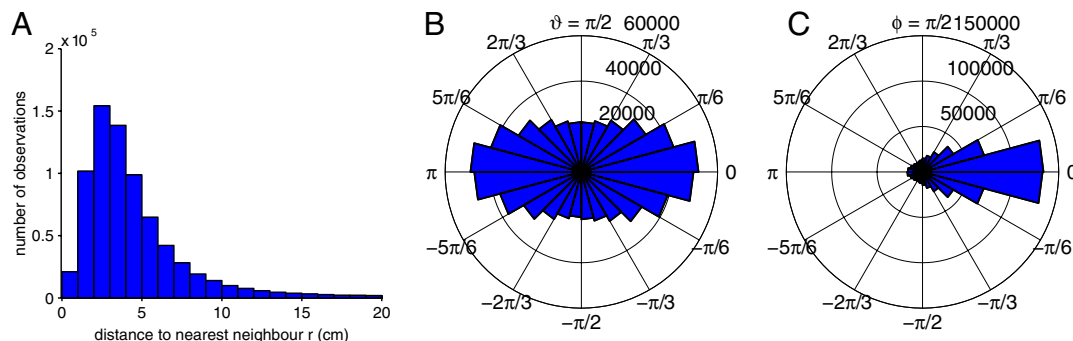 A
2 x 10 5
1.5
1
0.5
0
0 5 10 15 20
number of observations
distance to nearest neighbour r (cm)
B
ϑ = π/2 60000
2π/3 π/3
40000
5π/6 π/6
20000
π 0
−5π/6 −π/6
−2π/3 −π/3
−π/2
C
ϕ = π/2 150000
2π/3 π/3
100000
5π/6 π/6
50000
π 0
−5π/6 −π/6
−2π/3 −π/3
−π/2